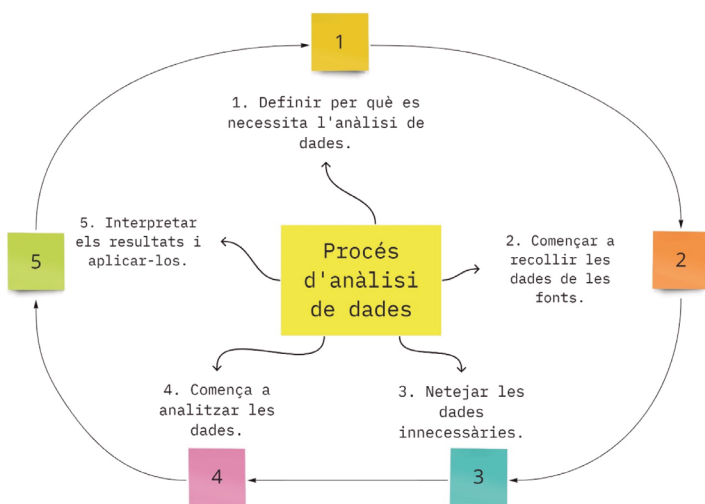 1
1. Definir per què es
necessita l'anàlisi de
dades.
5. Interpretar
els resultats i
aplicar-los.
5
Procés
d'anàlisi
de dades
2. Començar a
recollir les
dades de les
fonts.
2
4. Comença a
analitzar les
dades.
3. Netejar les
dades
innecessàries.
4
3